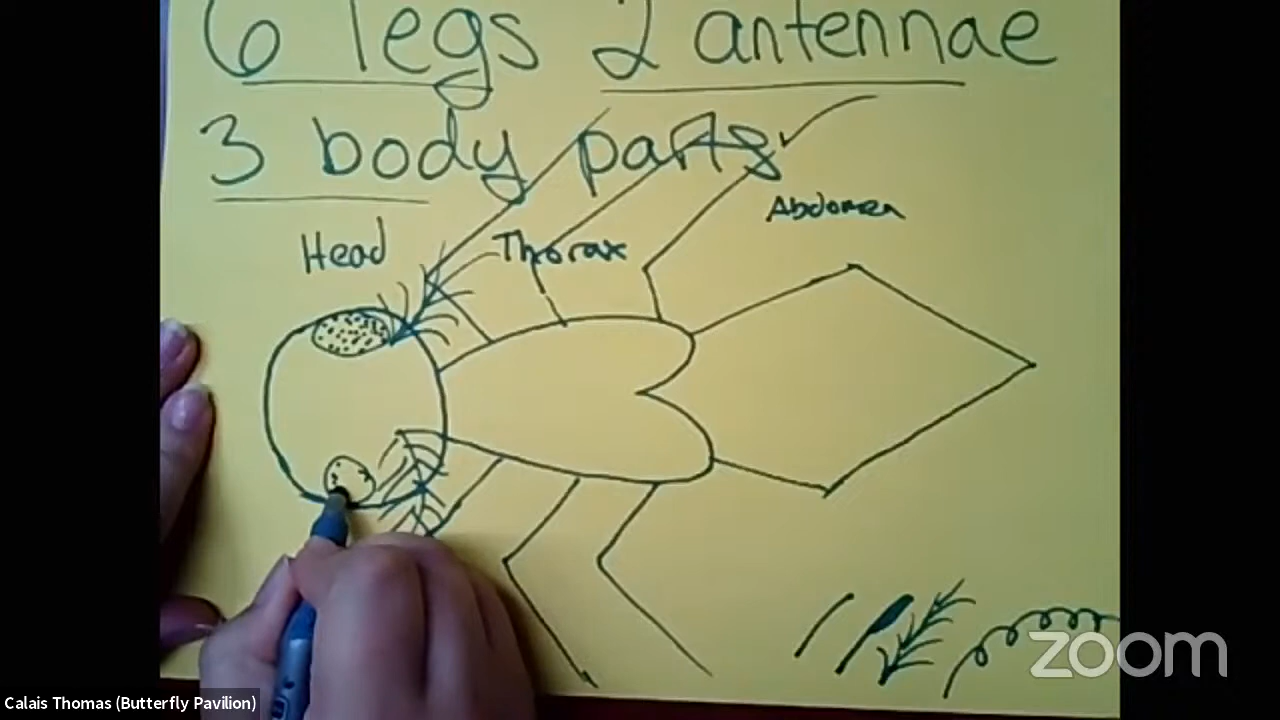 6 legs 2 antennae
3 body parts
Abdomen
Head Thorax
zoom
Calais Thomas (Butterfly Pavilion)